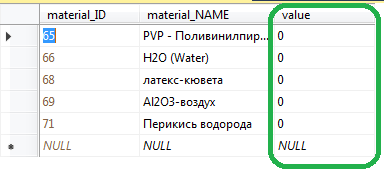 material_ID material_NAME value
65 PVP - Поливинилпир... 0
66 H2O (Water) 0
68 латекс-кювета 0
69 Al2O3-воздух 0
71 Перикись водорода 0
NULL NULL NULL